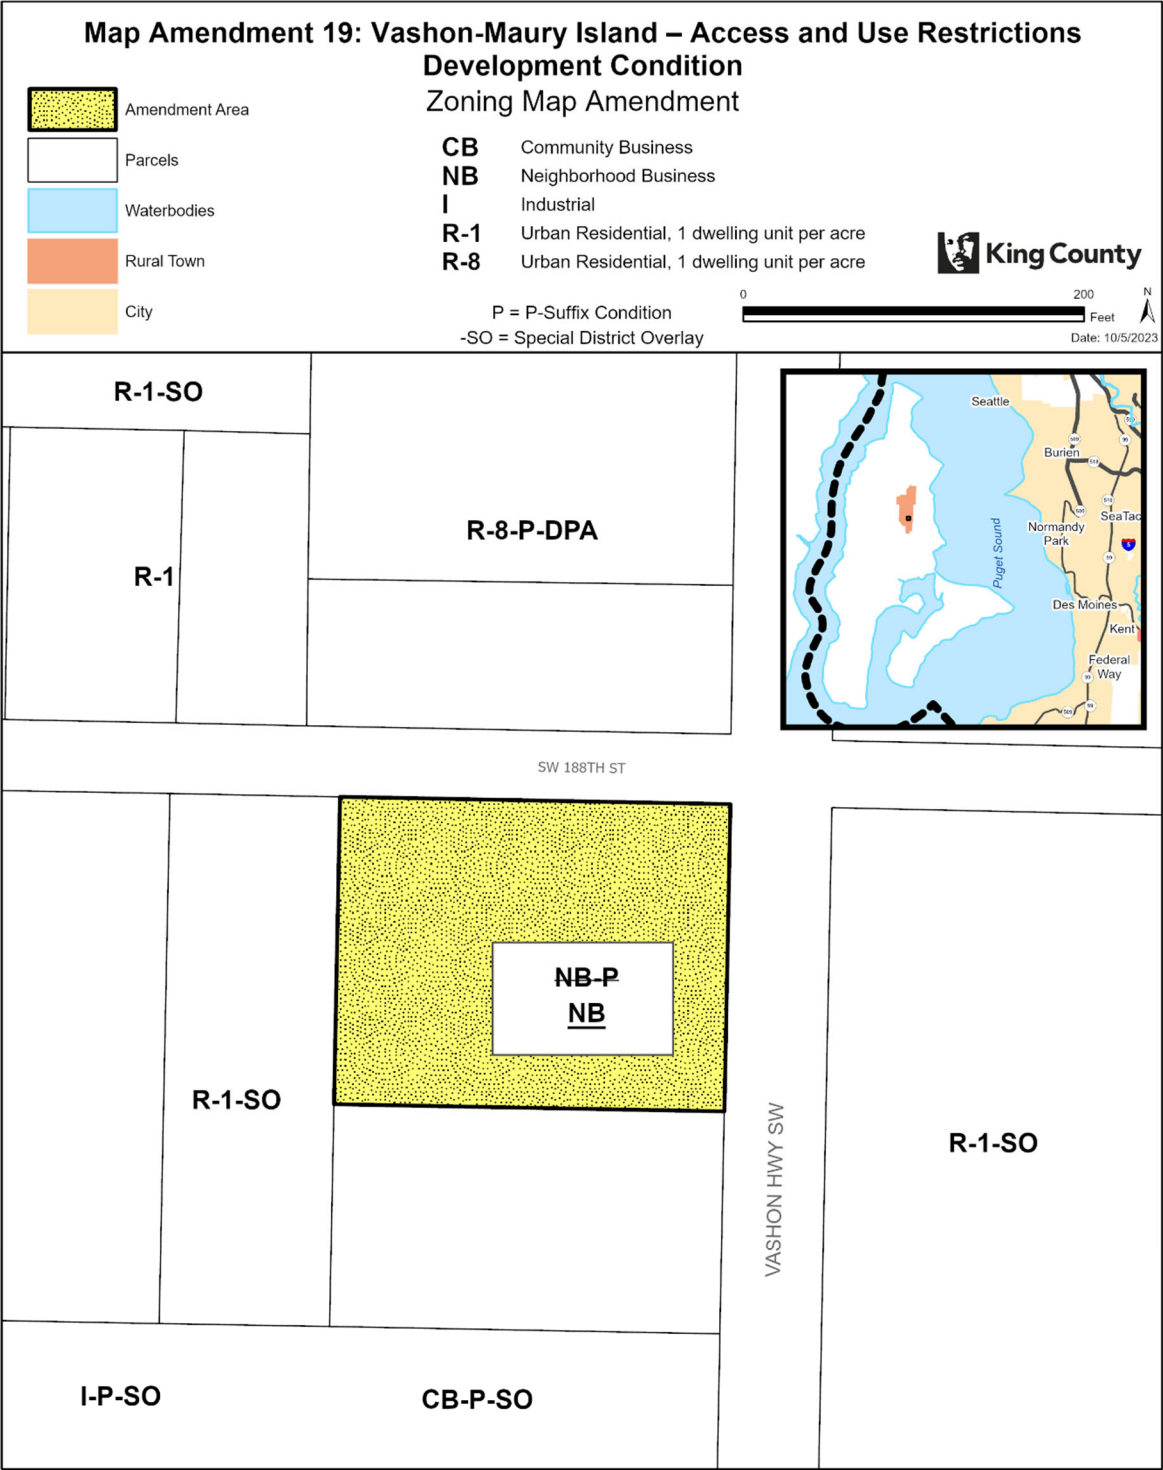 Map Amendment 19: Vashon-Maury Island – Access and Use Restrictions
Development Condition
Zoning Map Amendment
Amendment Area
Parcels
Waterbodies
Rural Town
City
CB Community Business
NB Neighborhood Business
I Industrial
R-1 Urban Residential, 1 dwelling unit per acre
R-8 Urban Residential, 1 dwelling unit per acre
P = P-Suffix Condition
-SO = Special District Overlay
King County
0 200
Feet
N
Date: 10/5/2023
R-1-SO
R-1
R-8-P-DPA
Seattle
Burien
Normandy
Park
SeaTac
Puget Sound
Des Moines
Kent
Federal
Way
509
518
99
5
SW 188TH ST
NB-P
NB
R-1-SO
VASHON HWY SW
R-1-SO
I-P-SO
CB-P-SO